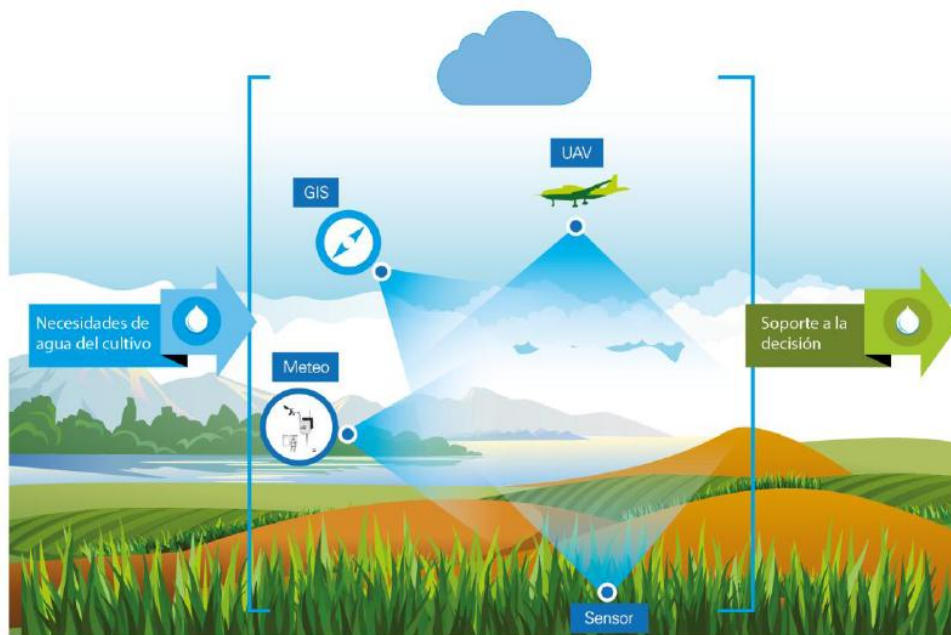 UAV
GIS
Necesidades de
agua del cultivo
Soporte a la
decisión
Meteo
Sensor